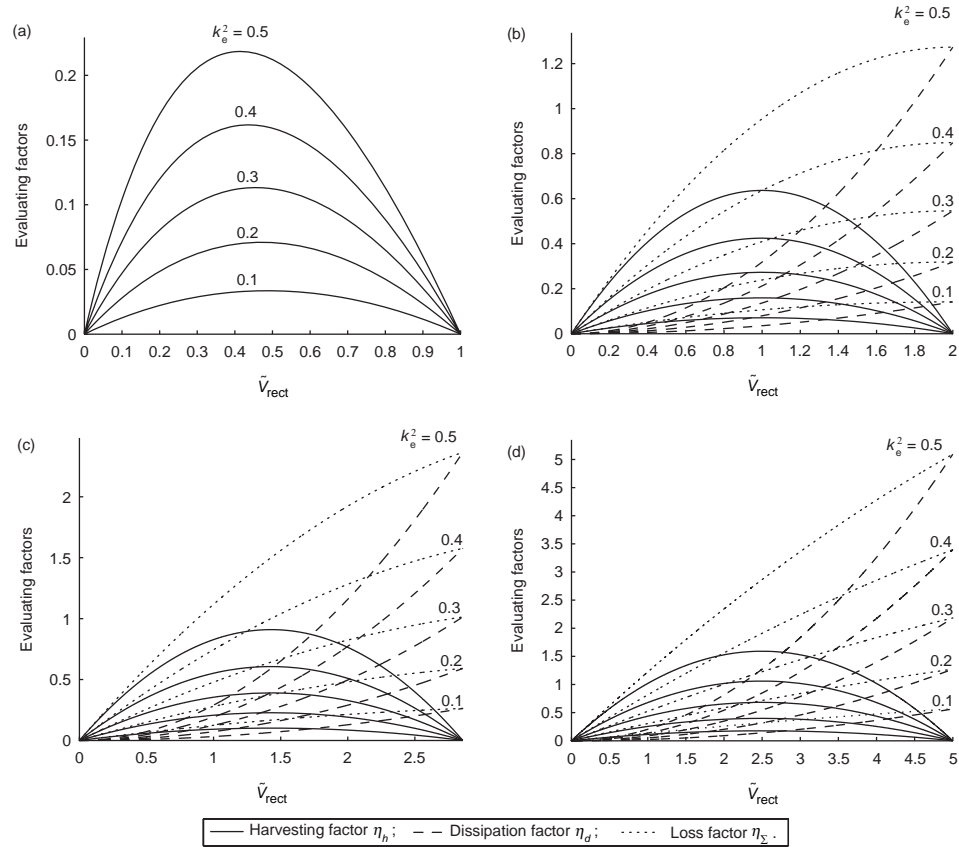 (a)
k_e^2 = 0.5
0.4
0.3
0.2
0.1
0.2
0.15
0.1
0.05
0
Evaluating factors
0 0.1 0.2 0.3 0.4 0.5 0.6 0.7 0.8 0.9 1
Ṽ_rect
(b)
k_e^2 = 0.5
0.4
0.3
0.2
0.1
1.2
1
0.8
0.6
0.4
0.2
0
Evaluating factors
0 0.2 0.4 0.6 0.8 1 1.2 1.4 1.6 1.8 2
Ṽ_rect
(c)
k_e^2 = 0.5
0.4
0.3
0.2
0.1
2
1.5
1
0.5
0
Evaluating factors
0 0.5 1 1.5 2 2.5
Ṽ_rect
(d)
k_e^2 = 0.5
0.4
0.3
0.2
0.1
5
4.5
4
3.5
3
2.5
2
1.5
1
0.5
0
Evaluating factors
0 0.5 1 1.5 2 2.5 3 3.5 4 4.5 5
Ṽ_rect
Harvesting factor η_h ; Dissipation factor η_d ; Loss factor η_Σ .